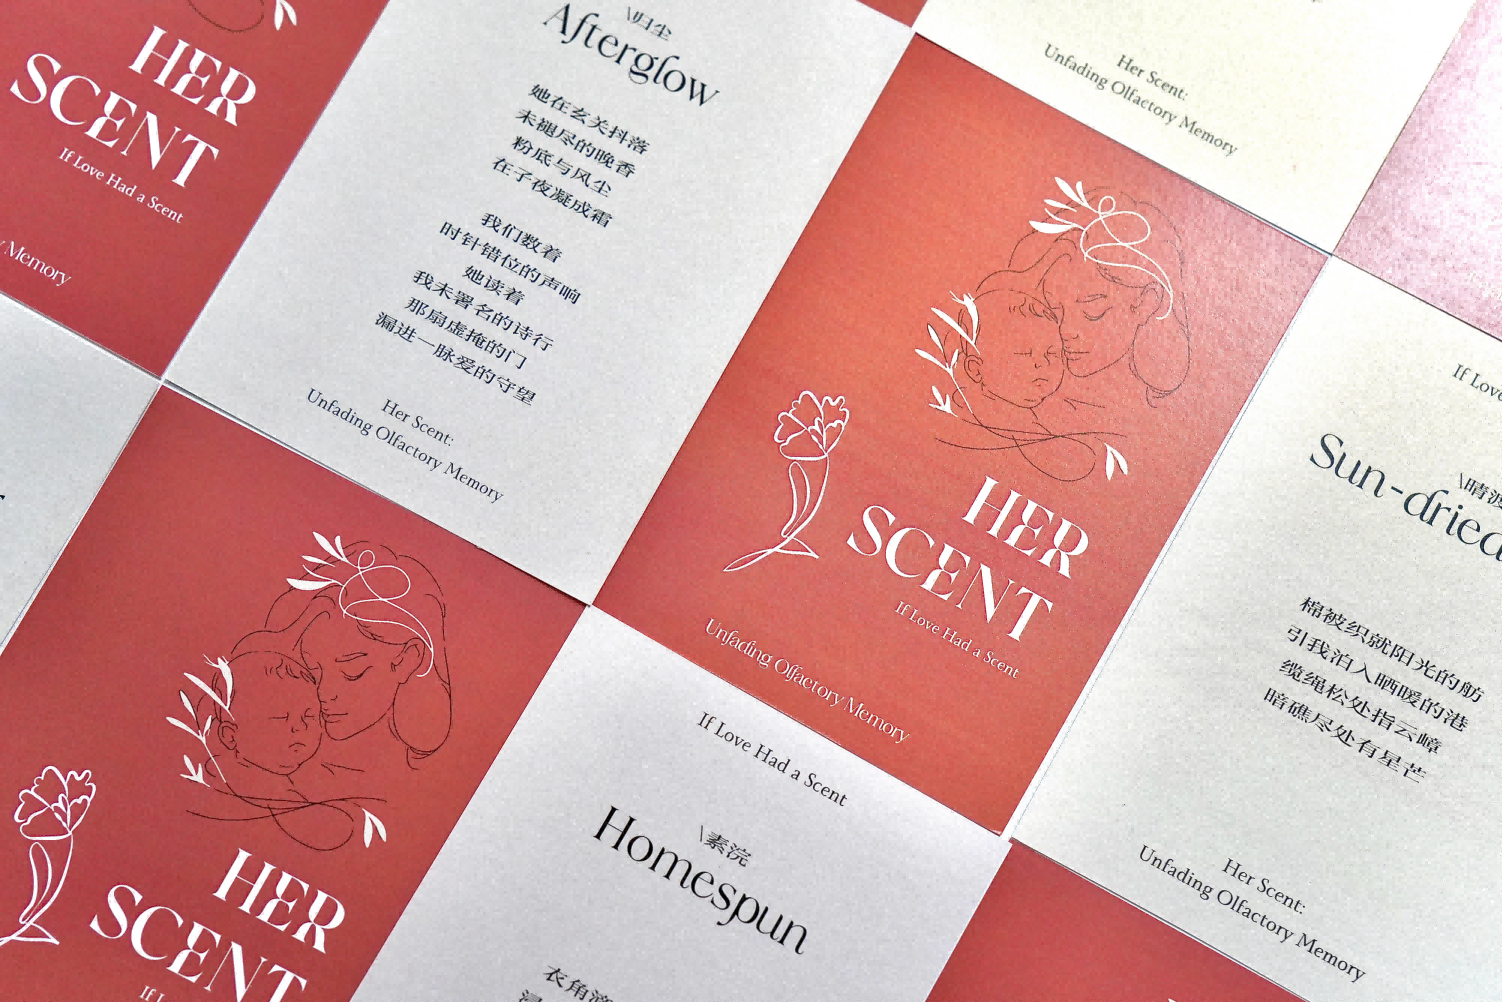 HER
SCENT
If Love Had a Scent
Memory
\归尘
Afterglow
她在玄关抖落
未褪尽的晚香
粉底与风尘
在子夜凝成霜
我们数着
时针错位的声响
她读着
我未署名的诗行
那扇虚掩的门
漏进一脉爱的守望
Her Scent:
Unfading Olfactory Memory
Her Scent:
Unfading Olfactory Memory
HER
SCENT
If Love Had a Scent
Unfading Olfactory Memory
If Lov
\晴渡
Sun-dried
棉被织就阳光的舫
引我泊入晒暖的港
缆绳松处指云嶂
暗礁尽处有星芒
Her Scent:
Unfading Olfactory Memory
HER
SCENT
If L
If Love Had a Scent
\素浣
Homespun
衣角